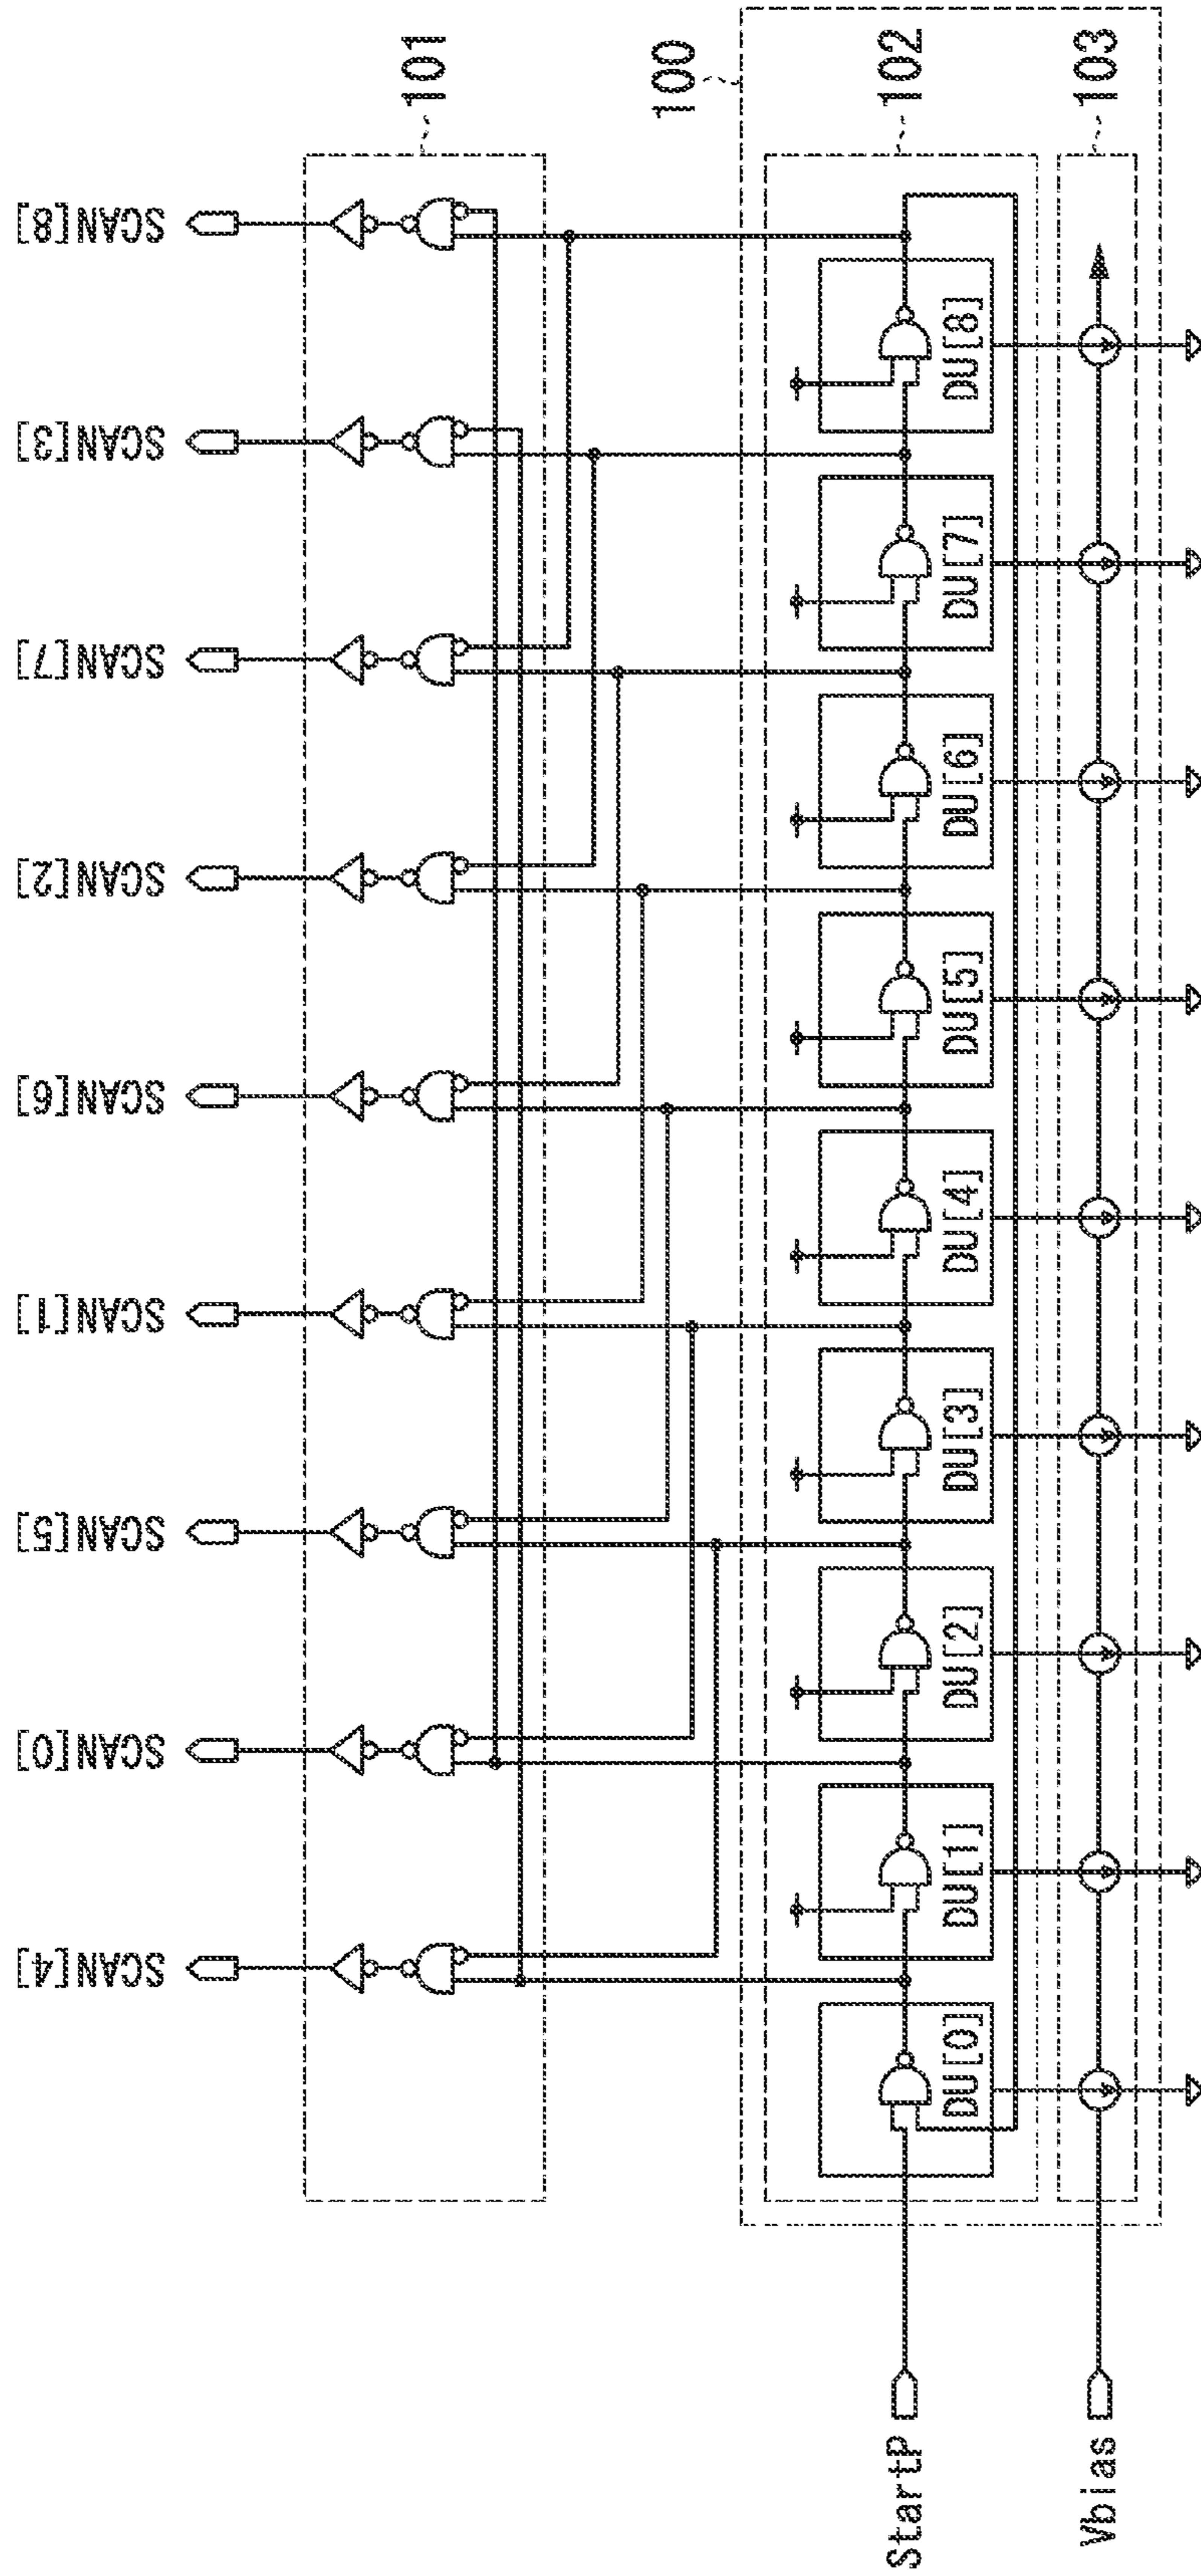 SCAN[4]
SCAN[0]
SCAN[5]
SCAN[1]
SCAN[6]
SCAN[2]
SCAN[7]
SCAN[3]
SCAN[8]
101
100
StartP
DU[0]
DU[1]
DU[2]
DU[3]
DU[4]
DU[5]
DU[6]
DU[7]
DU[8]
102
Vbias
103